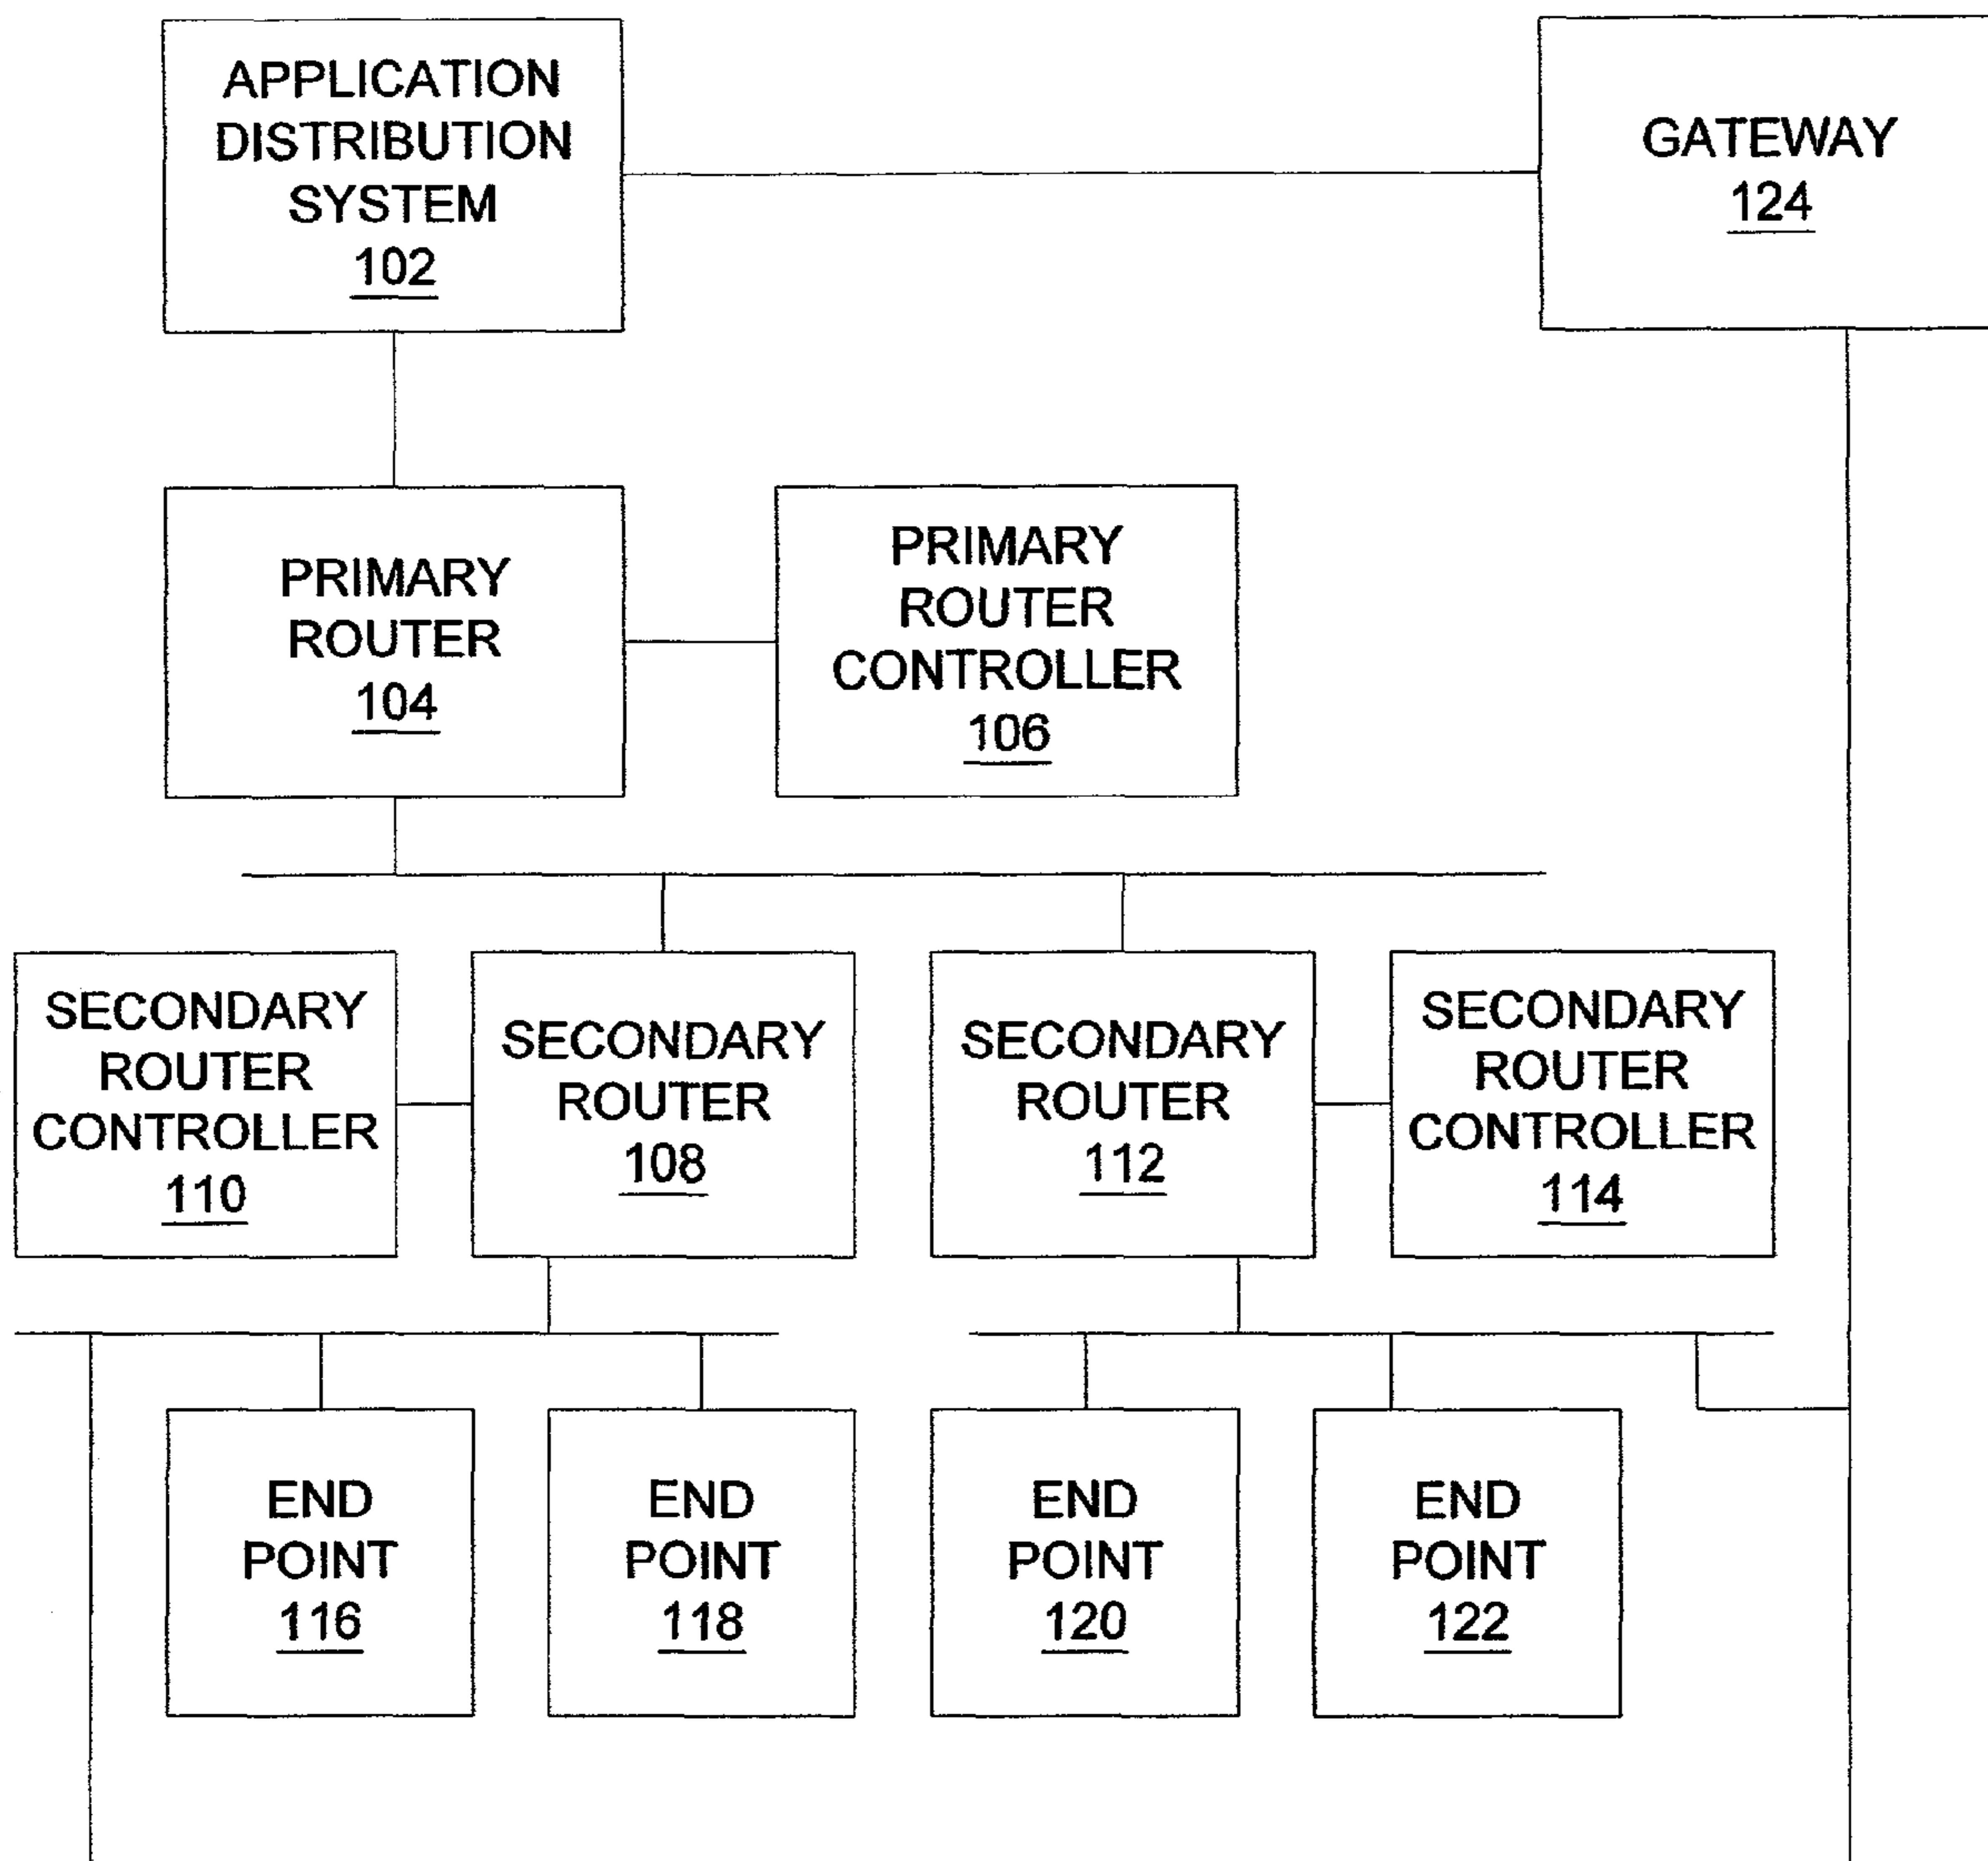 APPLICATION
DISTRIBUTION
SYSTEM
102
GATEWAY
124
PRIMARY
ROUTER
104
PRIMARY
ROUTER
CONTROLLER
106
SECONDARY
ROUTER
CONTROLLER
110
SECONDARY
ROUTER
108
SECONDARY
ROUTER
112
SECONDARY
ROUTER
CONTROLLER
114
END
POINT
116
END
POINT
118
END
POINT
120
END
POINT
122